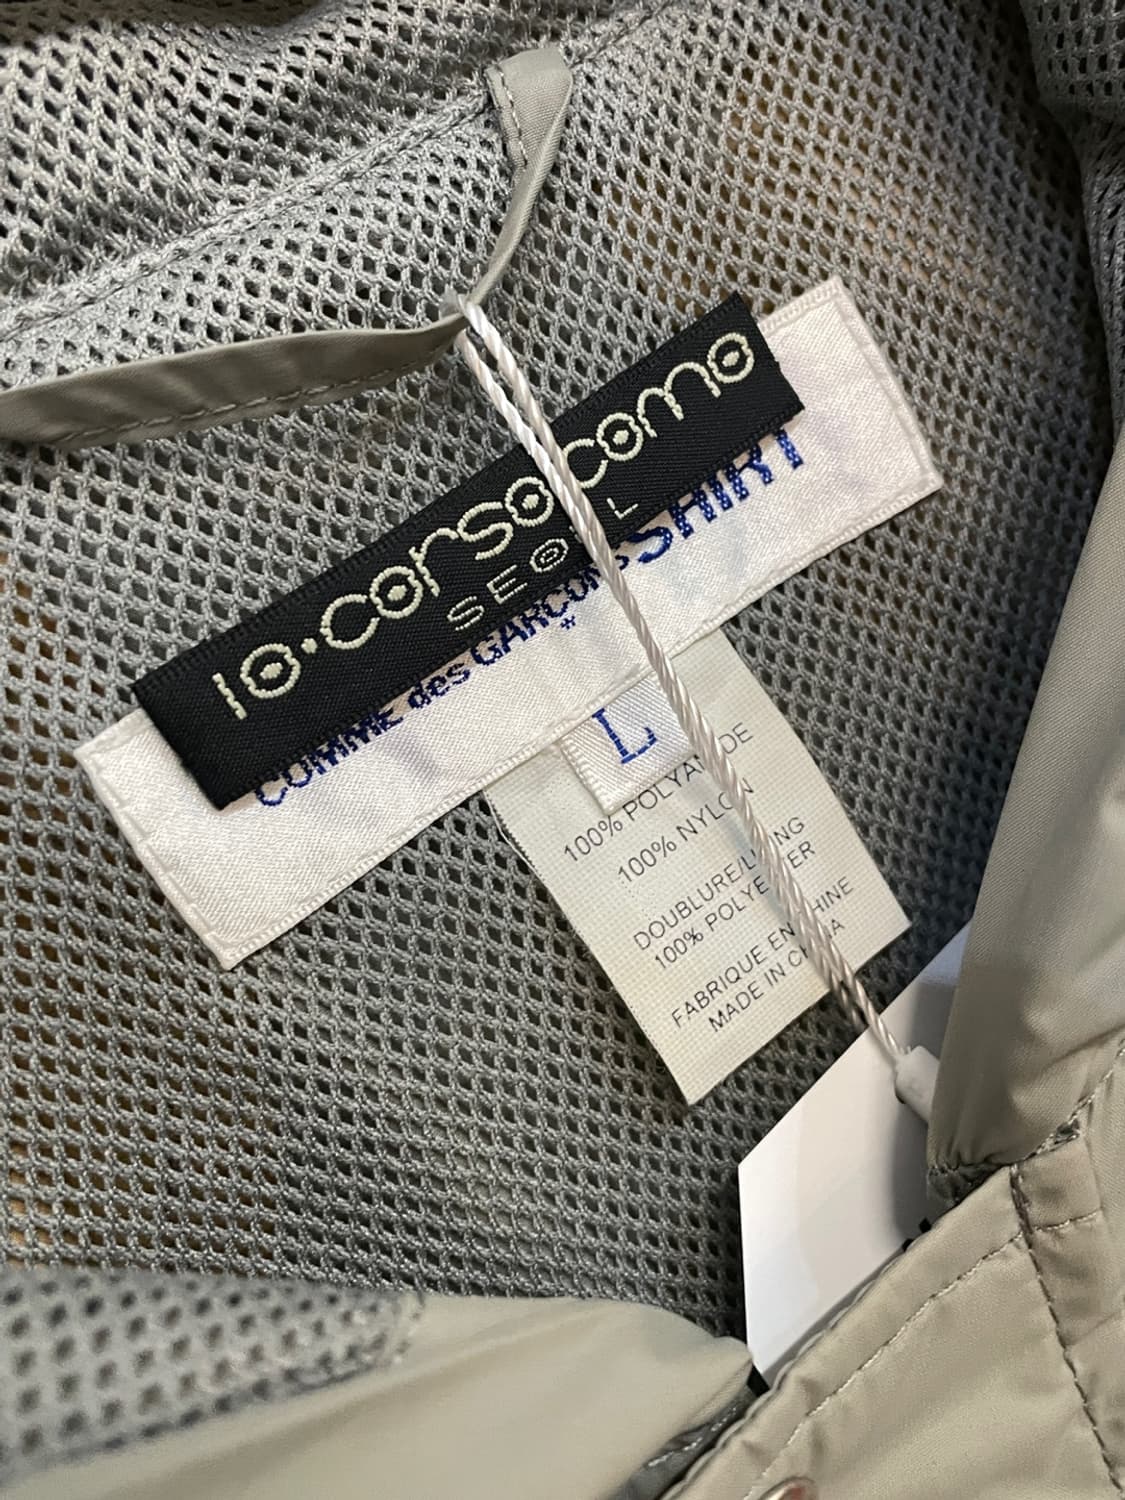 10·corso como
SEOUL
COMME des GARCONS SHIRT
*
L
100% POLYAMIDE
100% NYLON
DOUBLURE/LINING
100% POLYESTER
FABRIQUE EN CHINE
MADE IN CHINA